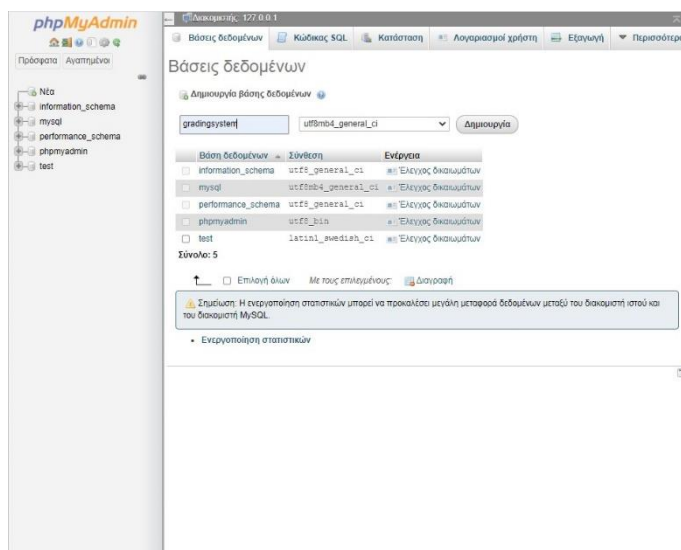 phpMyAdmin
Πρόσφατα Αγαπημένοι
Νέα
information_schema
mysql
performance_schema
phpmyadmin
test
Διακομιστής: 127.0.0.1
Βάσεις δεδομένων Κώδικας SQL Κατάσταση Λογαριασμοί χρήστη Εξαγωγή Περισσότερα
Βάσεις δεδομένων
Δημιουργία βάσης δεδομένων
gradingsystem utf8mb4_general_ci Δημιουργία
Βάση δεδομένων Σύνθεση Ενέργεια
information_schema utf8_general_ci Έλεγχος δικαιωμάτων
mysql utf8mb4_general_ci Έλεγχος δικαιωμάτων
performance_schema utf8_general_ci Έλεγχος δικαιωμάτων
phpmyadmin utf8_bin Έλεγχος δικαιωμάτων
test latin1_swedish_ci Έλεγχος δικαιωμάτων
Σύνολο: 5
Επιλογή όλων Με τους επιλεγμένους: Διαγραφή
Σημείωση: Η ενεργοποίηση στατιστικών μπορεί να προκαλέσει μεγάλη μεταφορά δεδομένων μεταξύ του διακομιστή ιστού και
του διακομιστή MySQL.
Ενεργοποίηση στατιστικών